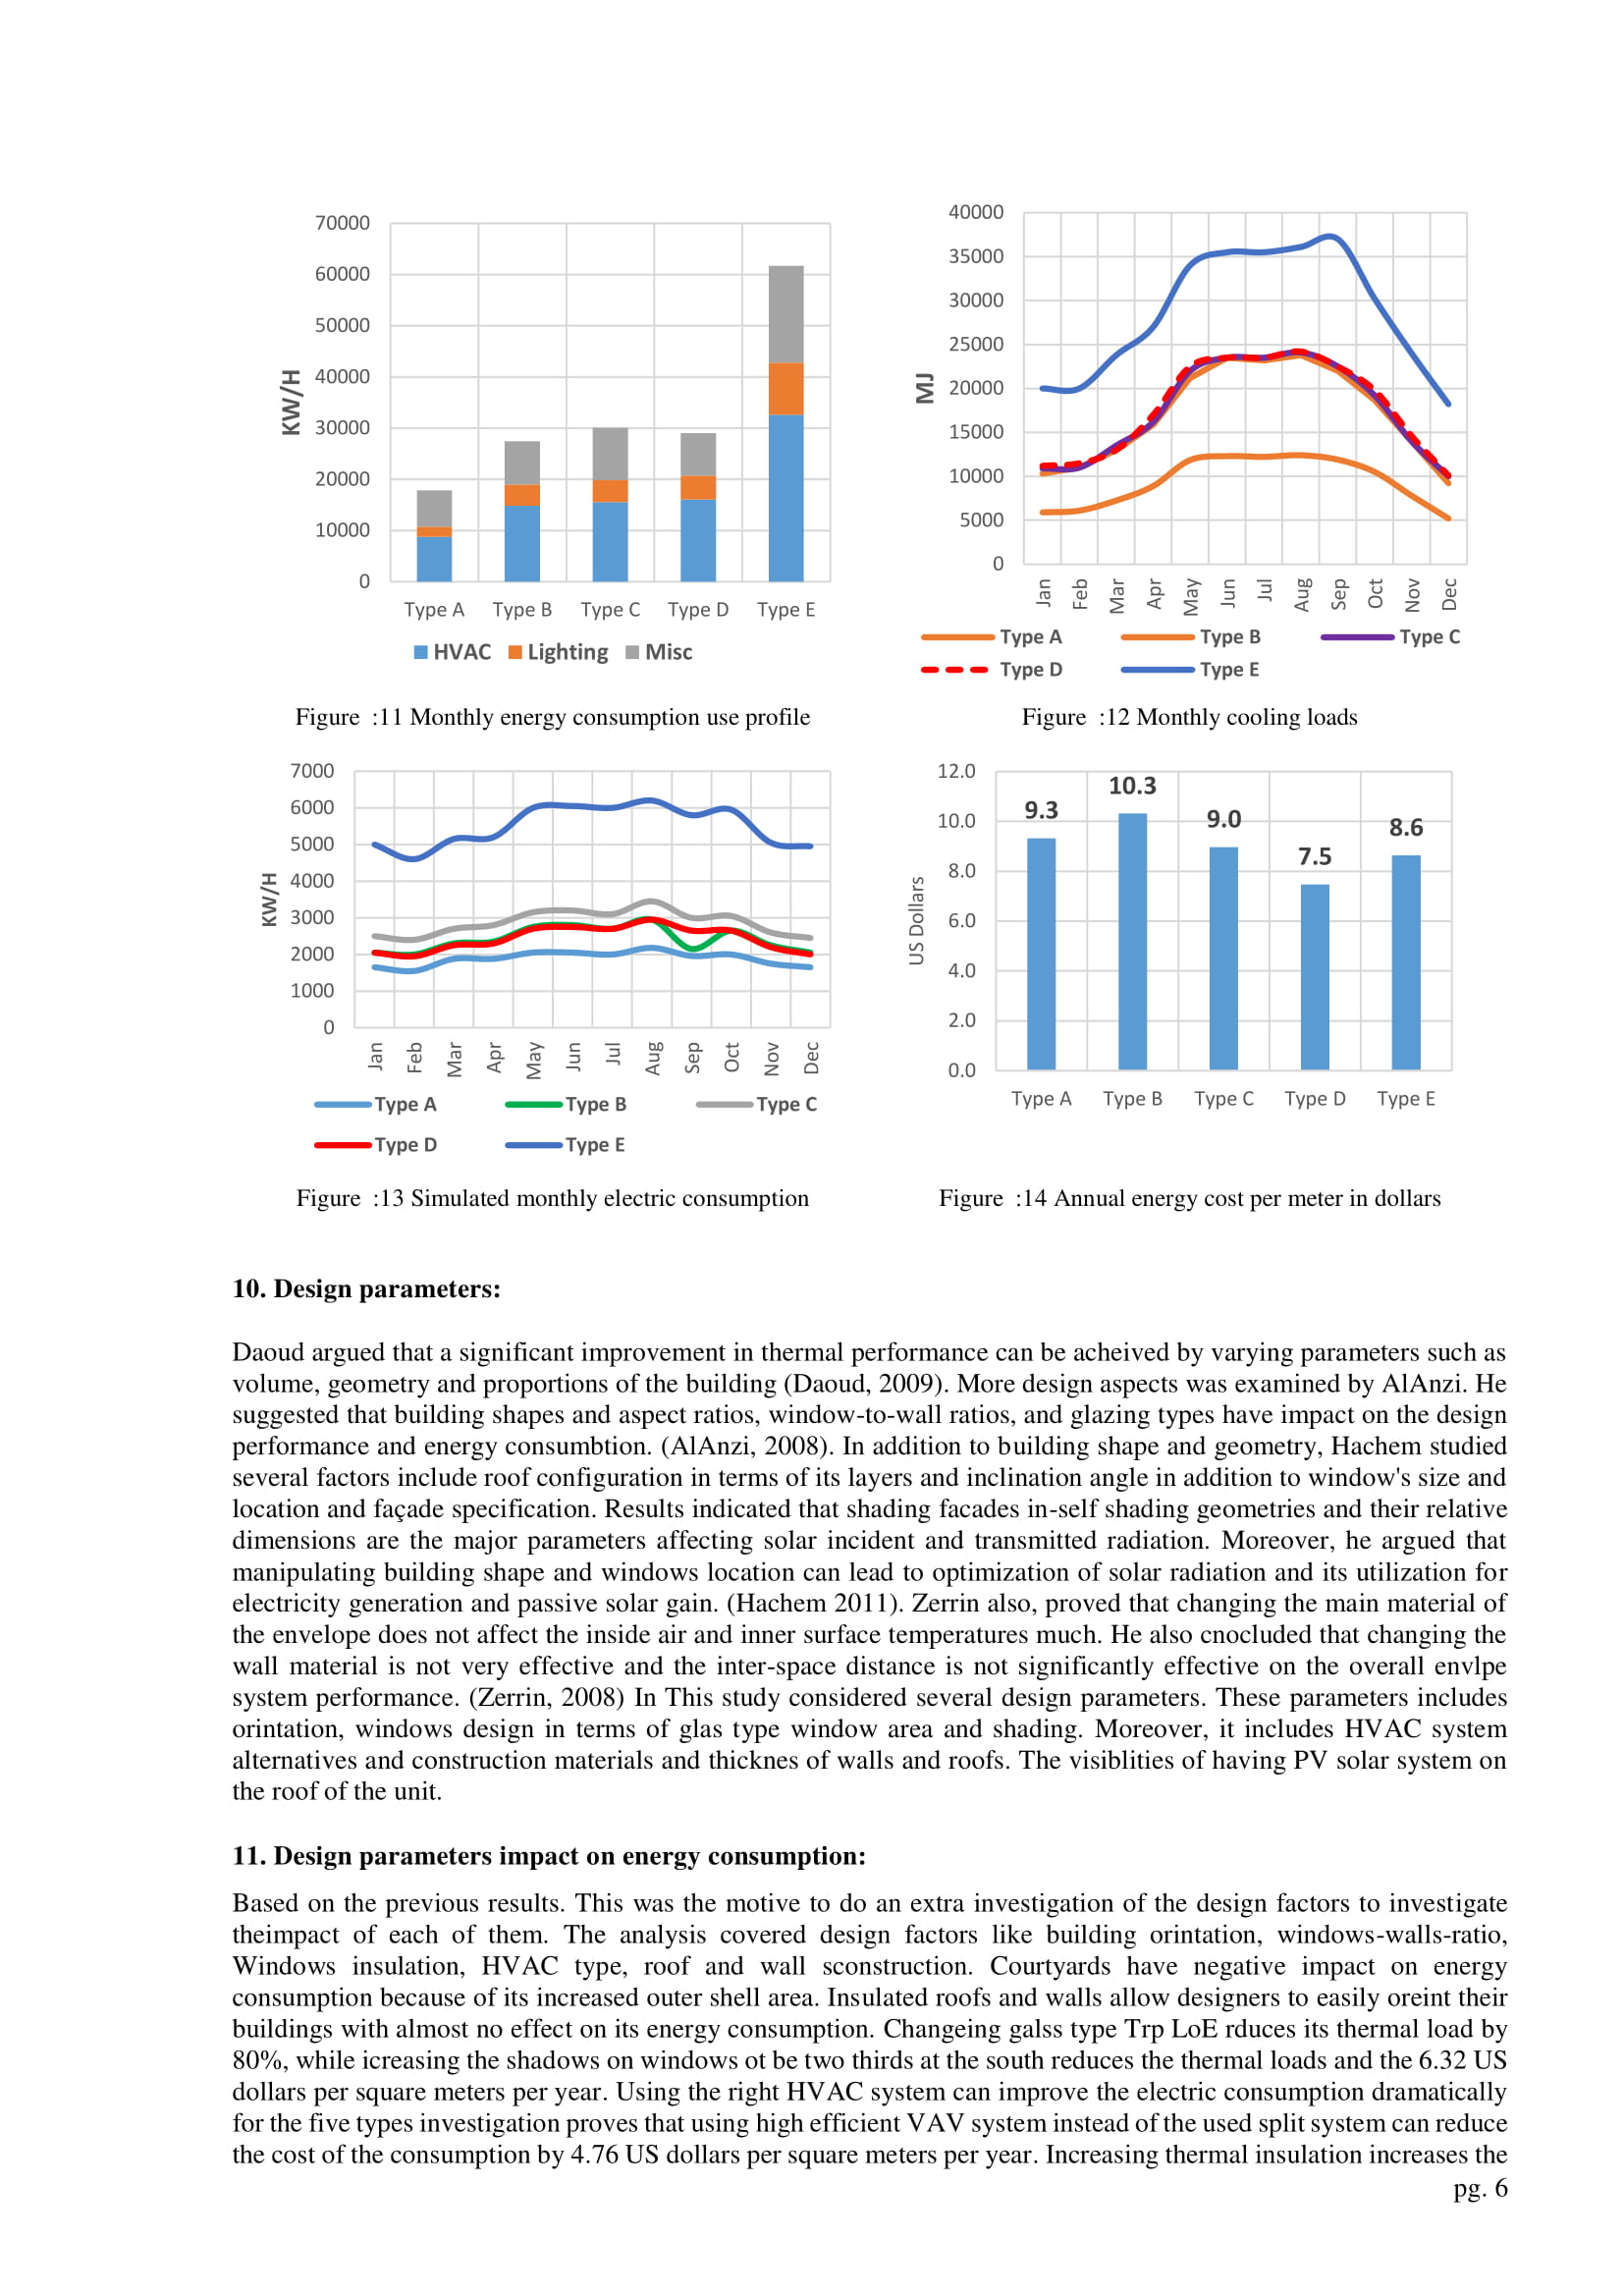 70000
60000
50000
40000
30000
20000
10000
0
KW/H
Type A Type B Type C Type D Type E
HVAC Lighting Misc
Figure :11 Monthly energy consumption use profile
40000
35000
30000
25000
20000
15000
10000
5000
0
MJ
Jan Feb Mar Apr May Jun Jul Aug Sep Oct Nov Dec
Type A Type B Type C
Type D Type E
Figure :12 Monthly cooling loads
7000
6000
5000
4000
3000
2000
1000
0
KW/H
Jan Feb Mar Apr May Jun Jul Aug Sep Oct Nov Dec
Type A Type B Type C
Type D Type E
Figure :13 Simulated monthly electric consumption
12.0
10.0
8.0
6.0
4.0
2.0
0.0
US Dollars
9.3 10.3 9.0 7.5 8.6
Type A Type B Type C Type D Type E
Figure :14 Annual energy cost per meter in dollars
10. Design parameters:
Daoud argued that a significant improvement in thermal performance can be acheived by varying parameters such as
volume, geometry and proportions of the building (Daoud, 2009). More design aspects was examined by AlAnzi. He
suggested that building shapes and aspect ratios, window-to-wall ratios, and glazing types have impact on the design
performance and energy consumbtion. (AlAnzi, 2008). In addition to building shape and geometry, Hachem studied
several factors include roof configuration in terms of its layers and inclination angle in addition to window's size and
location and façade specification. Results indicated that shading facades in-self shading geometries and their relative
dimensions are the major parameters affecting solar incident and transmitted radiation. Moreover, he argued that
manipulating building shape and windows location can lead to optimization of solar radiation and its utilization for
electricity generation and passive solar gain. (Hachem 2011). Zerrin also, proved that changing the main material of
the envelope does not affect the inside air and inner surface temperatures much. He also cnocluded that changing the
wall material is not very effective and the inter-space distance is not significantly effective on the overall envlpe
system performance. (Zerrin, 2008) In This study considered several design parameters. These parameters includes
orintation, windows design in terms of glas type window area and shading. Moreover, it includes HVAC system
alternatives and construction materials and thicknes of walls and roofs. The visiblities of having PV solar system on
the roof of the unit.
11. Design parameters impact on energy consumption:
Based on the previous results. This was the motive to do an extra investigation of the design factors to investigate
theimpact of each of them. The analysis covered design factors like building orintation, windows-walls-ratio,
Windows insulation, HVAC type, roof and wall sconstruction. Courtyards have negative impact on energy
consumption because of its increased outer shell area. Insulated roofs and walls allow designers to easily oreint their
buildings with almost no effect on its energy consumption. Changeing galss type Trp LoE rduces its thermal load by
80%, while icreasing the shadows on windows ot be two thirds at the south reduces the thermal loads and the 6.32 US
dollars per square meters per year. Using the right HVAC system can improve the electric consumption dramatically
for the five types investigation proves that using high efficient VAV system instead of the used split system can reduce
the cost of the consumption by 4.76 US dollars per square meters per year. Increasing thermal insulation increases the
pg. 6